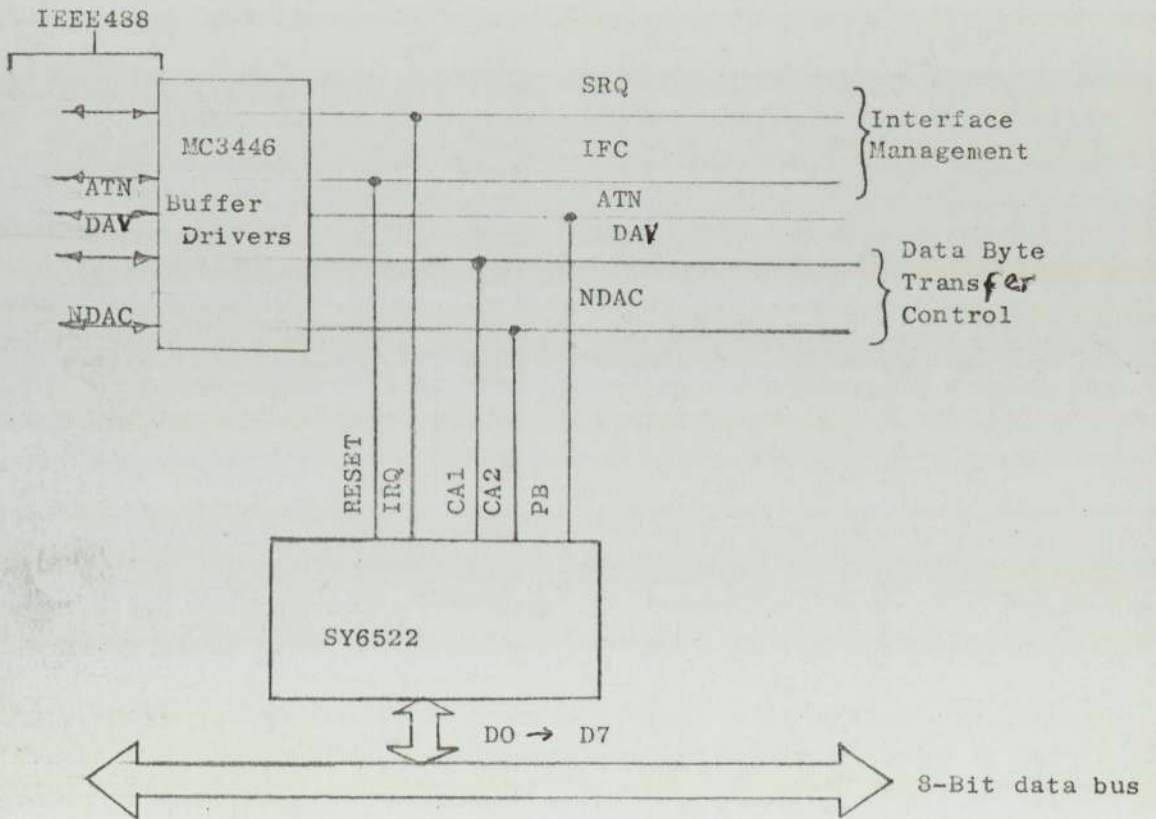 IEEE488
SRQ
Interface
Management
MC3446
IFC
ATN
ATN
Buffer
Drivers
DAV
DAV
Data Byte
Transfer
Control
NDAC
NDAC
RESET
IRQ
CA1
CA2
PB
SY6522
D0 → D7
8-Bit data bus